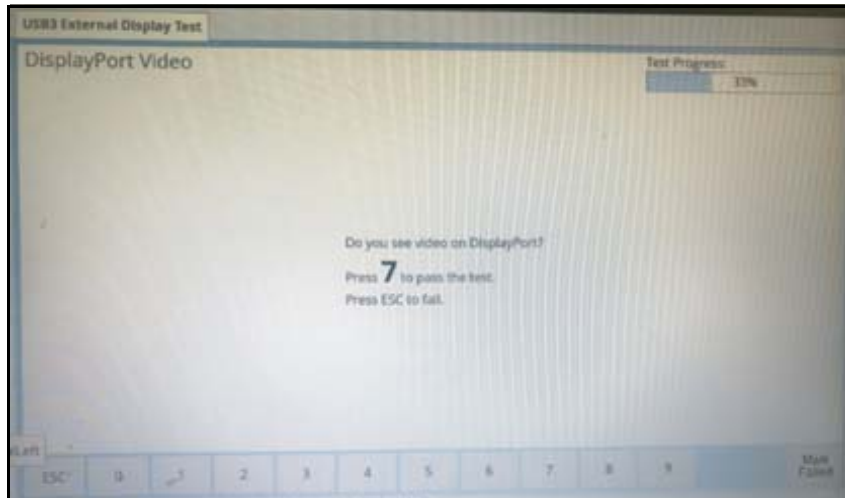 USB3 External Display Test
DisplayPort Video
Test Progress:
33%
Do you see video on DisplayPort?
Press 7 to pass the test.
Press ESC to fail.
ESC 0 1 2 3 4 5 6 7 8 9 Mark
Failed